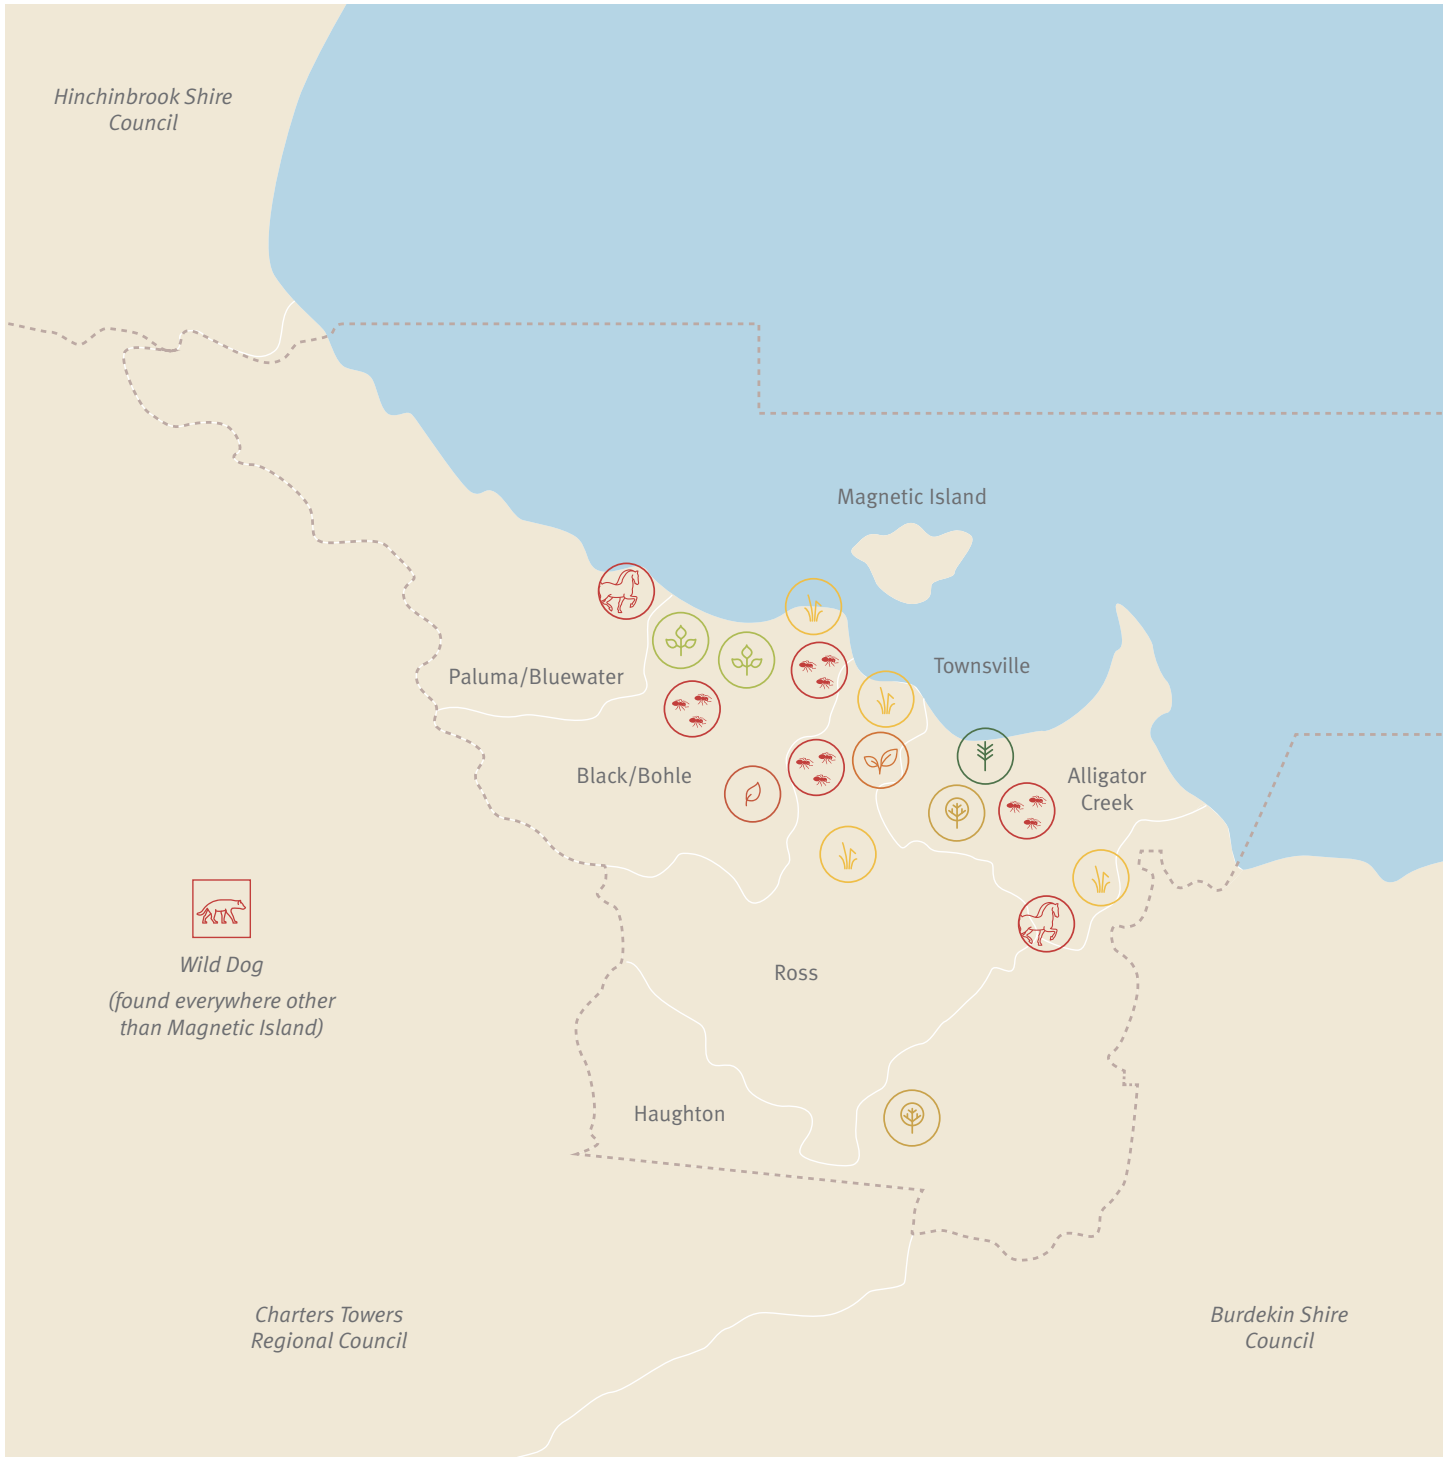 Hinchinbrook Shire
Council
Magnetic Island
Townsville
Paluma/Bluewater
Black/Bohle
Alligator
Creek
Wild Dog
(found everywhere other
than Magnetic Island)
Ross
Haughton
Charters Towers
Regional Council
Burdekin Shire
Council